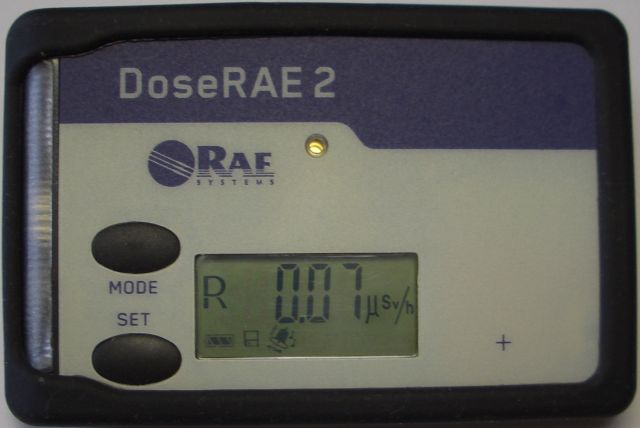 DoseRAE 2
RAE
SYSTEMS
MODE
SET
R 0.07 µSv/h
+